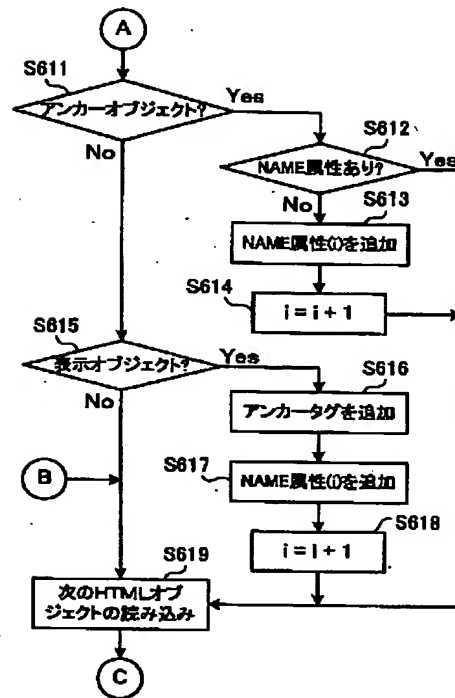 A
S611
アンカーオブジェクト?
Yes
No
S612
NAME属性あり?
Yes
No
S613
NAME属性(i)を追加
S614
i = i + 1
S615
表示オブジェクト?
Yes
No
S616
アンカータグを追加
B
S617
NAME属性(i)を追加
S618
i = i + 1
S619
次のHTMLオブ
ジェクトの読み込み
C